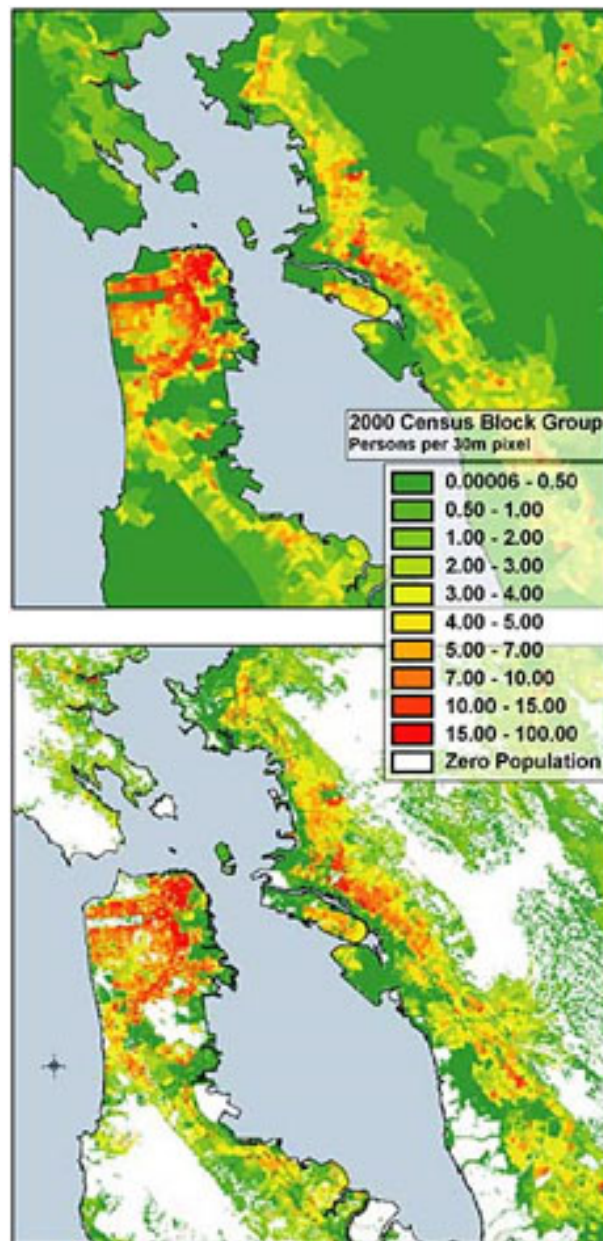 2000 Census Block Group
Persons per 30m pixel
0.00006 - 0.50
0.50 - 1.00
1.00 - 2.00
2.00 - 3.00
3.00 - 4.00
4.00 - 5.00
5.00 - 7.00
7.00 - 10.00
10.00 - 15.00
15.00 - 100.00
Zero Population